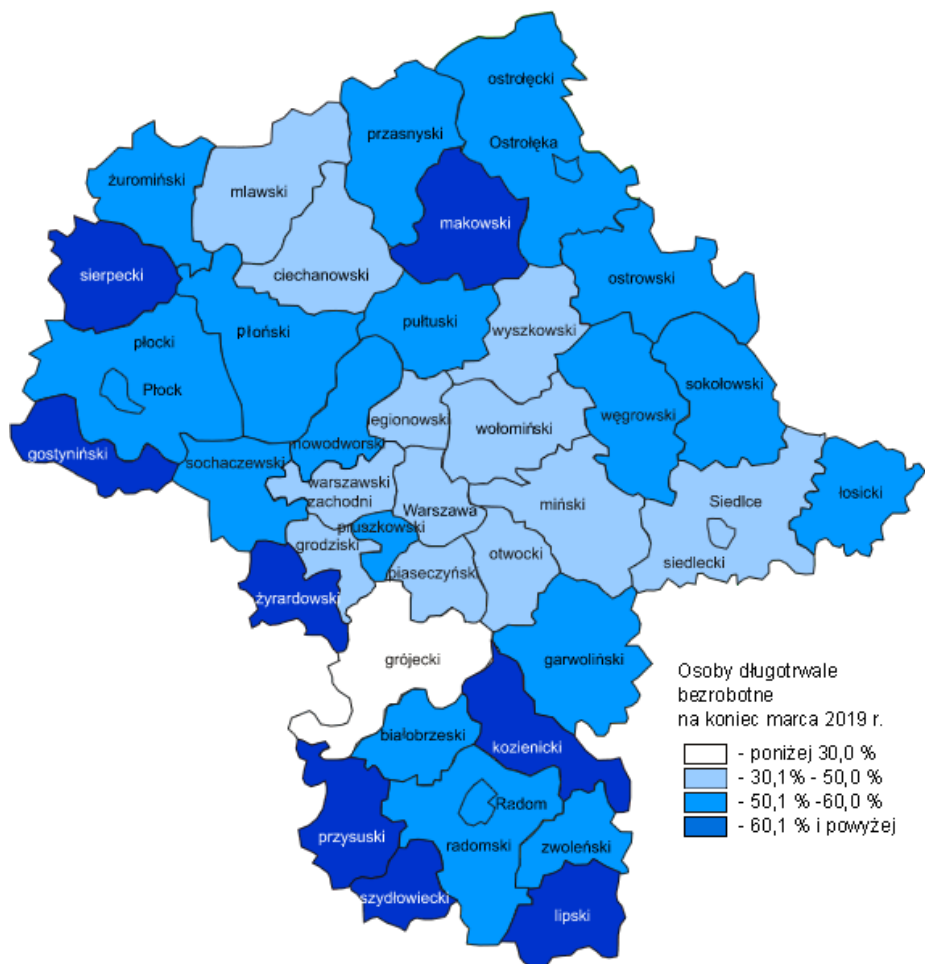 ostrołęcki
przasnyski
Ostrołęka
żuromiński
mlawski
makowski
sierpecki
ciechanowski
ostrowski
pułtuski
płoński
wyszkowski
płocki
sokołowski
Płock
węgrowski
legionowski
wołomiński
nowodworski
gostyniński
sochaczewski
warszawski
zachodni
Warszawa
miński
Siedlce
łosicki
pruszkowski
grodziski
otwocki
siedlecki
piaseczyński
żyrardowski
grójecki
garwoliński
białobrzeski
kozienicki
Radom
przysuski
radomski
zwoleński
szydłowiecki
lipski
Osoby długotrwale
bezrobotne
na koniec marca 2019 r.
- poniżej 30,0 %
- 30,1% - 50,0 %
- 50,1 % -60,0 %
- 60,1 % i powyżej